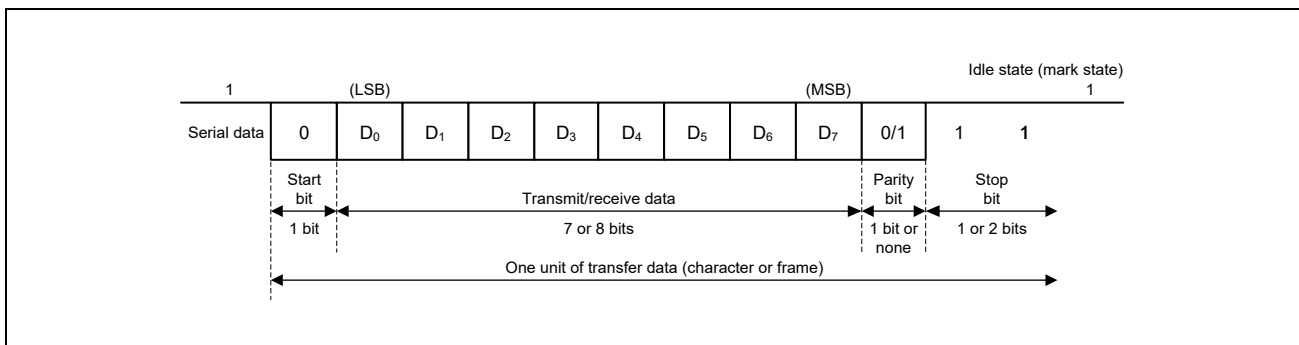 Idle state (mark state)
1 (LSB) (MSB) 1
Serial data 0 D₀ D₁ D₂ D₃ D₄ D₅ D₆ D₇ 0/1 1 1
Start bit
Transmit/receive data
Parity bit
Stop bit
1 bit
7 or 8 bits
1 bit or none
1 or 2 bits
One unit of transfer data (character or frame)